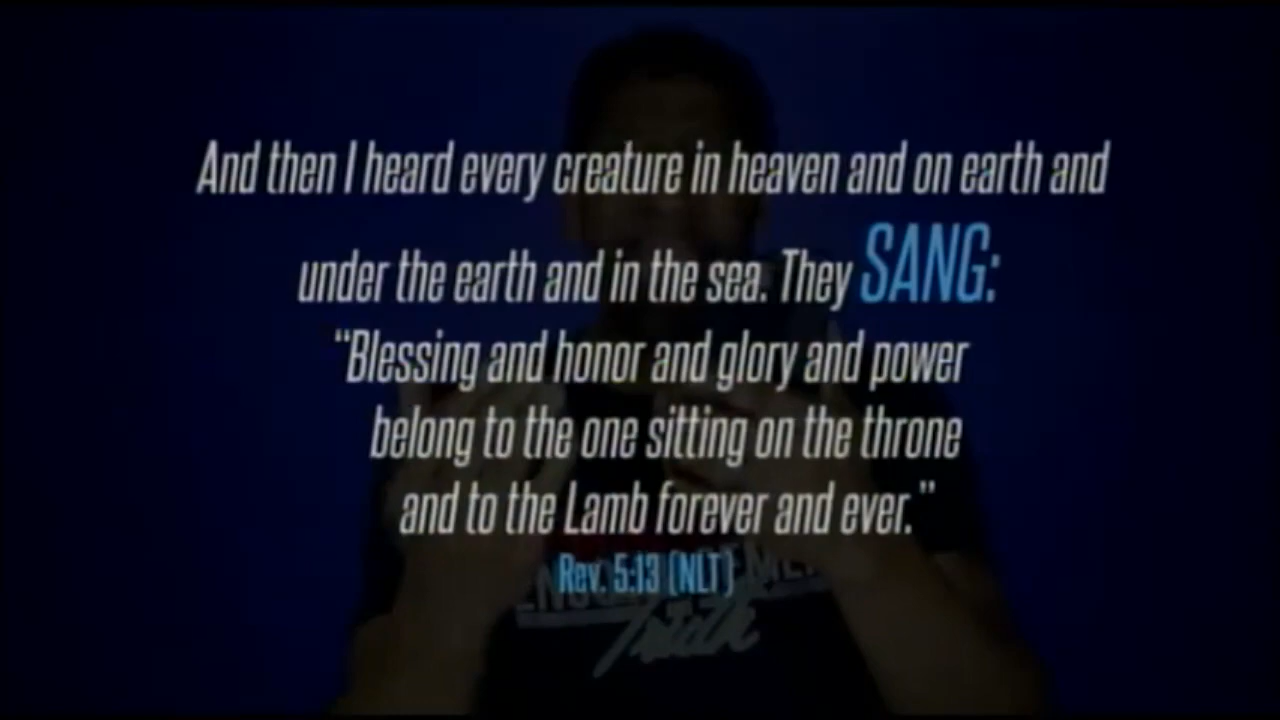 And then I heard every creature in heaven and on earth and
under the earth and in the sea. They SANG:
“Blessing and honor and glory and power
belong to the one sitting on the throne
and to the Lamb forever and ever.”
Rev. 5:13 (NLT)
Truth